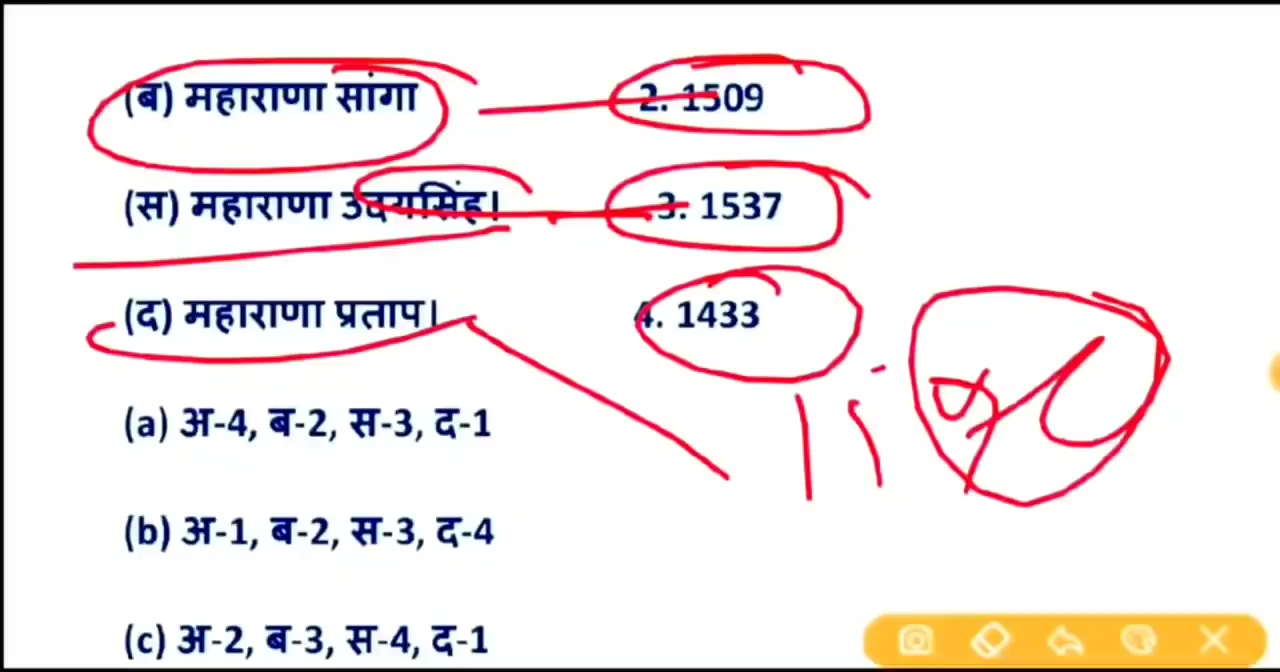 (ब) महाराणा सांगा 2. 1509
(स) महाराणा उदयसिंह। 3. 1537
(द) महाराणा प्रताप। 4. 1433
(a) अ-4, ब-2, स-3, द-1
(b) अ-1, ब-2, स-3, द-4
(c) अ-2, ब-3, स-4, द-1